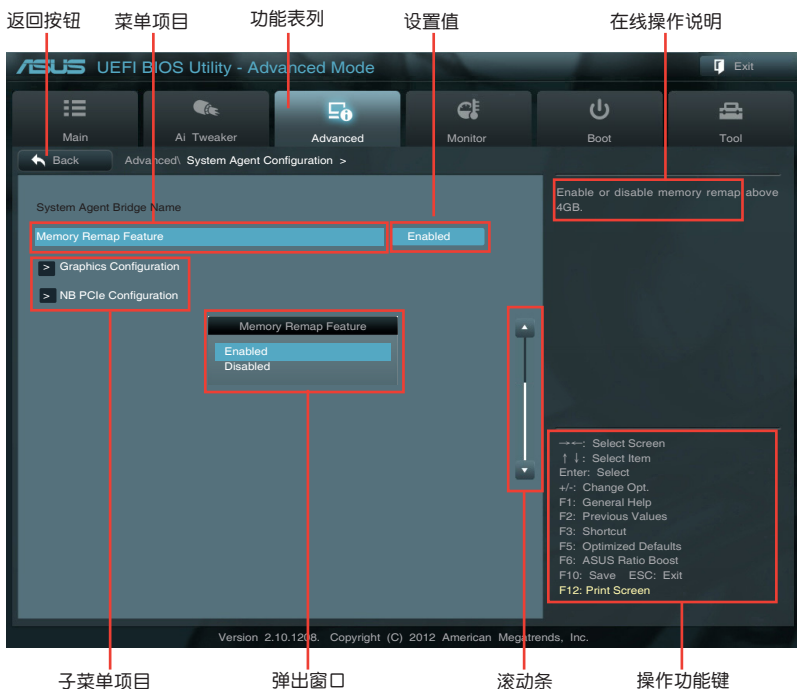 返回按钮 菜单项目 功能表列 设置值 在线操作说明
ASUS UEFI BIOS Utility - Advanced Mode
Exit
Main Ai Tweaker Advanced Monitor Boot Tool
Back Advanced\ System Agent Configuration >
Enable or disable memory remap above
4GB.
System Agent Bridge Name
Memory Remap Feature Enabled
> Graphics Configuration
> NB PCIe Configuration
Memory Remap Feature
Enabled
Disabled
→←: Select Screen
↑↓: Select Item
Enter: Select
+/-: Change Opt.
F1: General Help
F2: Previous Values
F3: Shortcut
F5: Optimized Defaults
F6: ASUS Ratio Boost
F10: Save ESC: Exit
F12: Print Screen
Version 2.10.1208. Copyright (C) 2012 American Megatrends, Inc.
子菜单项目 弹出窗口 滚动条 操作功能键